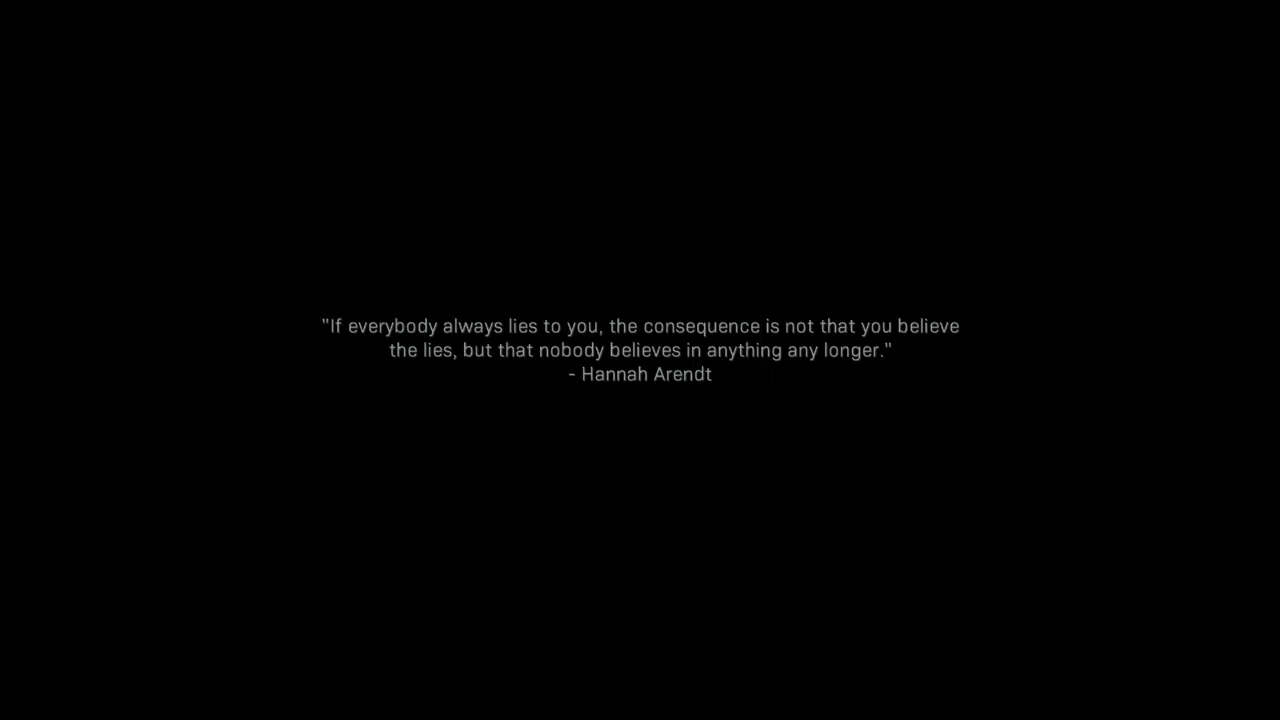 "If everybody always lies to you, the consequence is not that you believe
the lies, but that nobody believes in anything any longer."
- Hannah Arendt